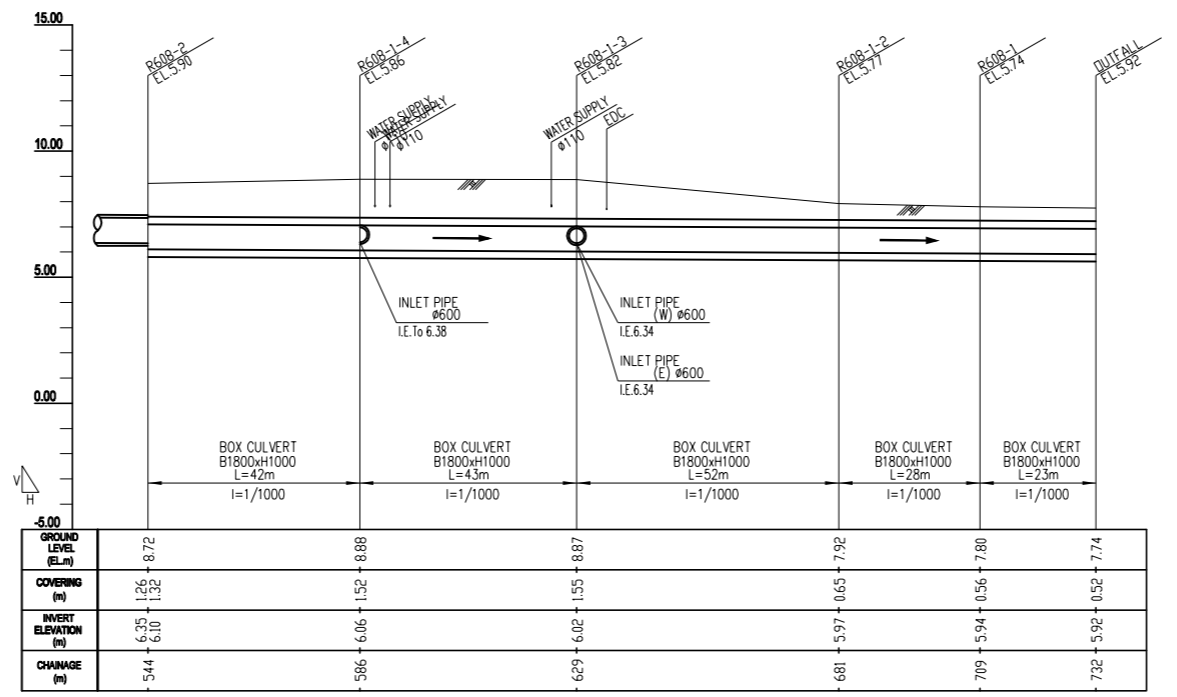 15.00
10.00
5.00
0.00
-5.00
R608-2
EL.5.90
R608-1-4
EL.5.86
R608-1-3
EL.5.82
R608-1-2
EL.5.77
R608-1
EL.5.74
OUTFALL
EL.5.92
WATER SUPPLY
WATER SUPPLY
ø110
WATER SUPPLY
ø110
EDC
INLET PIPE
ø600
I.E.To 6.38
INLET PIPE
(W) ø600
I.E.6.34
INLET PIPE
(E) ø600
I.E.6.34
V
H
BOX CULVERT
B1800xH1000
L=42m
I=1/1000
BOX CULVERT
B1800xH1000
L=43m
I=1/1000
BOX CULVERT
B1800xH1000
L=52m
I=1/1000
BOX CULVERT
B1800xH1000
L=28m
I=1/1000
BOX CULVERT
B1800xH1000
L=23m
I=1/1000
GROUND
LEVEL
(EL.m)
8.72
8.88
8.87
7.92
7.80
7.74
COVERING
(m)
1.26
1.32
1.52
1.55
0.65
0.56
0.52
INVERT
ELEVATION
(m)
6.35
6.10
6.06
6.02
5.97
5.94
5.92
CHAINAGE
(m)
544
586
629
681
709
732